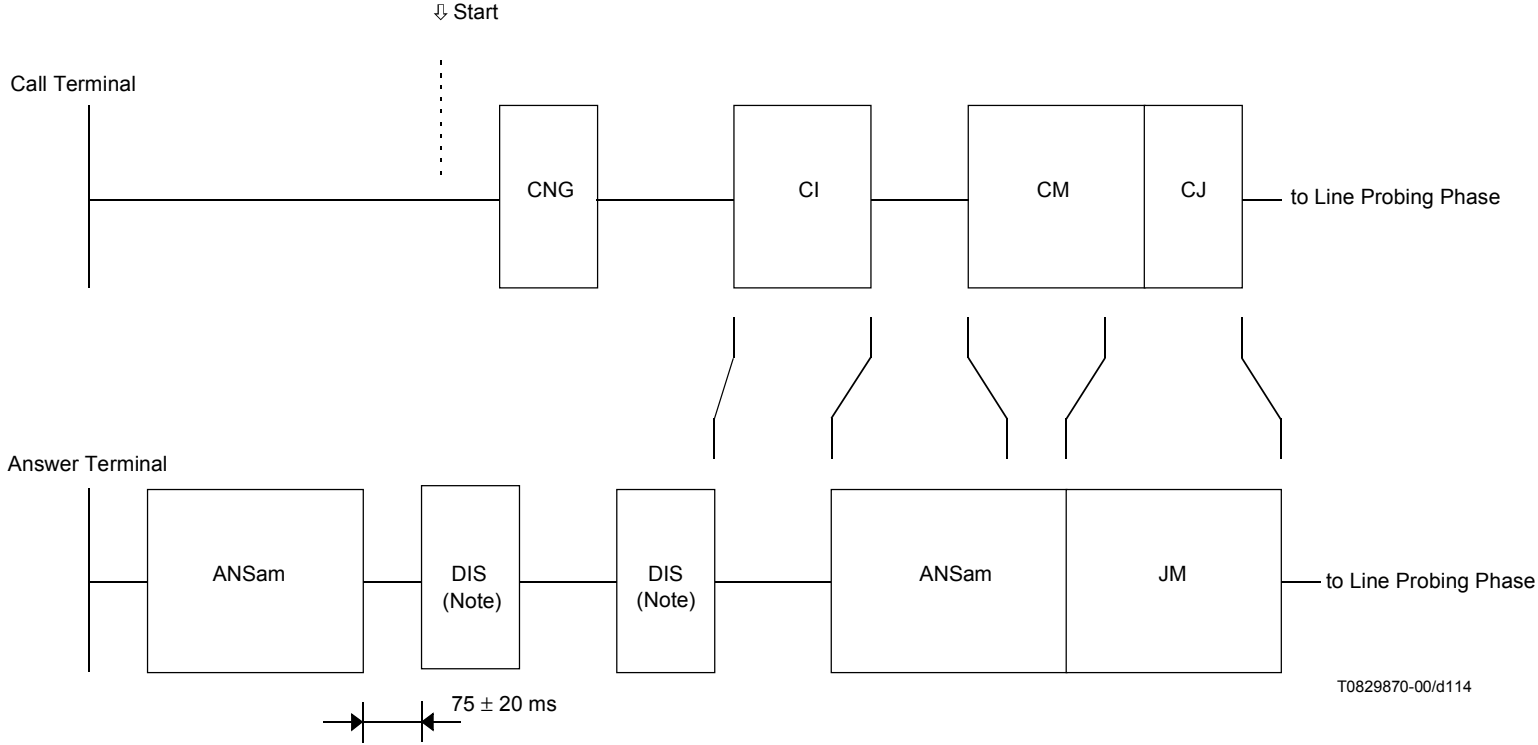 ⇩ Start
Call Terminal
CNG
CI
CM
CJ
to Line Probing Phase
Answer Terminal
ANSam
DIS
(Note)
DIS
(Note)
ANSam
JM
to Line Probing Phase
T0829870-00/d114
75 ± 20 ms